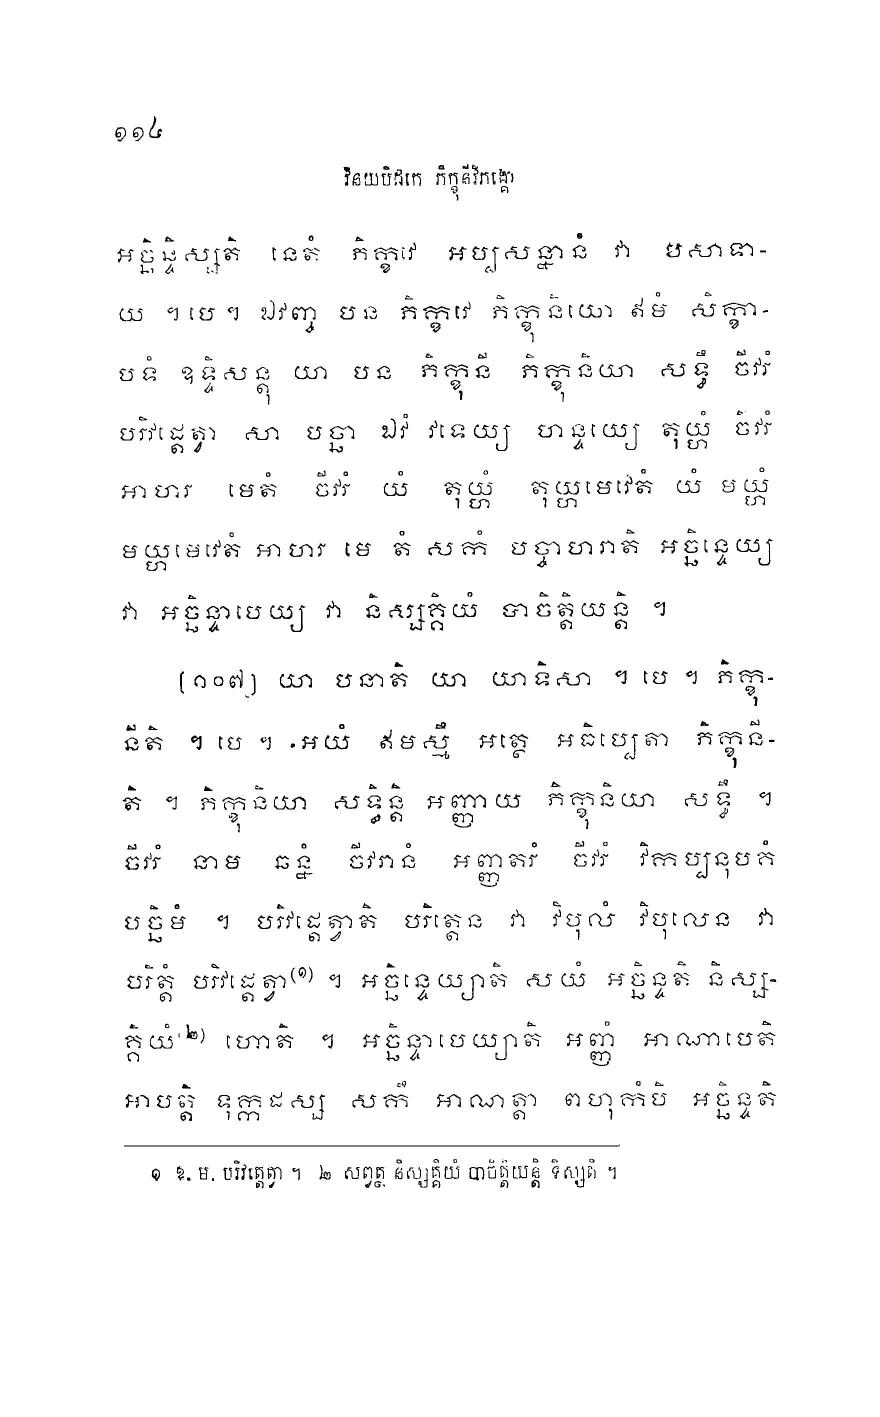 ១១៤
វិនយបិដកេ ភិក្ខុនីវិភង្គោ
អច្ឆិន្ទិស្សតិ នេតំ ភិក្ខវេ អប្បសន្នានំ វា បសាទា-
យ ។ បេ ។ ឯវញ្ច បន ភិក្ខវេ ភិក្ខុនិយោ ឥមំ សិក្ខា-
បទំ ឧទ្ទិសន្តុ យា បន ភិក្ខុនី ភិក្ខុនិយា សទ្ធឹ ចីវរំ
បរិវដ្តេត្វា សា បច្ឆា ឯវំ វទេយ្យ ហន្ទយ្យេ តុយ្ហំ ចីវរំ
អាហរ មេតំ ចីវរំ យំ តុយ្ហំ តុយ្ហមេវេតំ យំ មយ្ហំ
មយ្ហមេវេតំ អាហរ មេ តំ សកំ បច្ចាហរាតិ អច្ឆិន្ទេយ្យ
វា អច្ឆិន្ទាបេយ្យ វា និស្សគ្គិយំ បាចិត្តិយន្តិ ។
(១០៧) យា បនាតិ យា យាទិសា ។ បេ ។ ភិក្ខុ-
នីតិ ។ បេ ។ អយំ ឥមស្មឹ អត្ថេ អធិប្បេតា ភិក្ខុនី-
តិ ។ ភិក្ខុនិយា សទ្ធិន្តិ អញ្ញាយ ភិក្ខុនិយា សទ្ធឹ ។
ចីវរំ នាម ឆន្នំ ចីវរានំ អញ្ញតរំ ចីវរំ វិកប្បនុបគំ
បច្ឆិមំ ។ បរិវដ្តេត្វាតិ បរិត្តេន វា វិបុលំ វិបុលេន វា
បរិត្តំ បរិវដ្តេត្វា(១) ។ អច្ឆិន្ទេយ្យាតិ សយំ អច្ឆិន្ទតិ និស្ស-
គ្គិយំ(២) ហោតិ ។ អច្ឆិន្ទាបេយ្យាតិ អញ្ញំ អាណាបេតិ
អាបត្តិ ទុក្កដស្ស សកឹ អាណត្តា ពហុកំបិ អច្ឆិន្ទតិ
១ ឱ. ម. បរិវត្តេត្វា ។ ២ សព្វត្ថ និស្សគ្គិយំ បាចិត្តិយន្តិ ទិស្សតិ ។